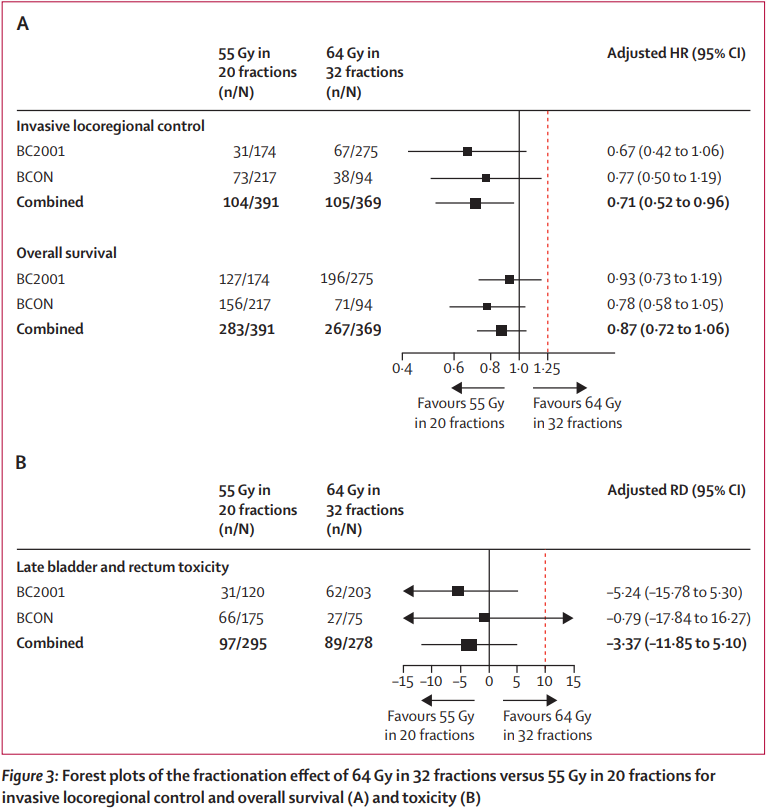 A
55 Gy in 20 fractions (n/N) 64 Gy in 32 fractions (n/N) Adjusted HR (95% CI)
Invasive locoregional control
BC2001 31/174 67/275 0·67 (0·42 to 1·06)
BCON 73/217 38/94 0·77 (0·50 to 1·19)
Combined 104/391 105/369 0·71 (0·52 to 0·96)
Overall survival
BC2001 127/174 196/275 0·93 (0·73 to 1·19)
BCON 156/217 71/94 0·78 (0·58 to 1·05)
Combined 283/391 267/369 0·87 (0·72 to 1·06)
0·4 0·6 0·8 1·0 1·25
Favours 55 Gy in 20 fractions Favours 64 Gy in 32 fractions
B
55 Gy in 20 fractions (n/N) 64 Gy in 32 fractions (n/N) Adjusted RD (95% CI)
Late bladder and rectum toxicity
BC2001 31/120 62/203 –5·24 (–15·78 to 5·30)
BCON 66/175 27/75 –0·79 (–17·84 to 16·27)
Combined 97/295 89/278 –3·37 (–11·85 to 5·10)
–15 –10 –5 0 5 10 15
Favours 55 Gy in 20 fractions Favours 64 Gy in 32 fractions
Figure 3: Forest plots of the fractionation effect of 64 Gy in 32 fractions versus 55 Gy in 20 fractions for
invasive locoregional control and overall survival (A) and toxicity (B)